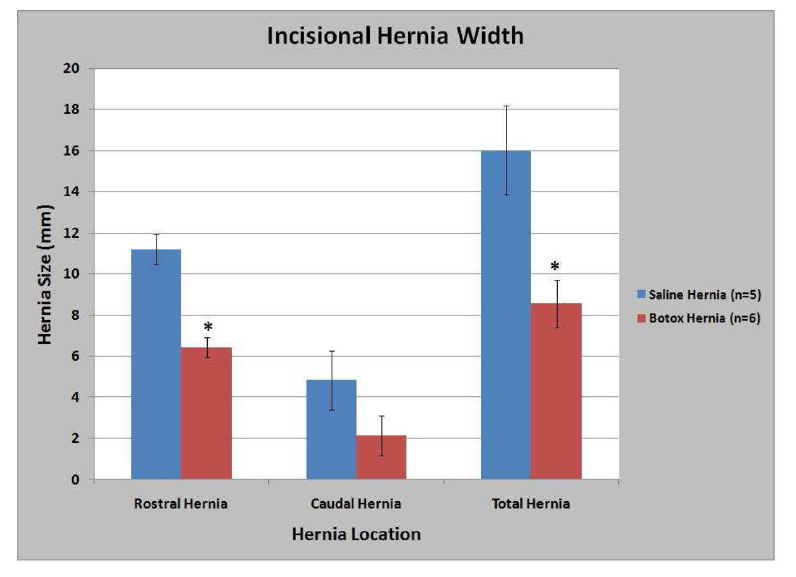 Incisional Hernia Width
20
18
16
14
12
10
8
6
4
2
0
Hernia Size (mm)
*
*
Rostral Hernia
Caudal Hernia
Total Hernia
Hernia Location
Saline Hernia (n=5)
Botox Hernia (n=6)